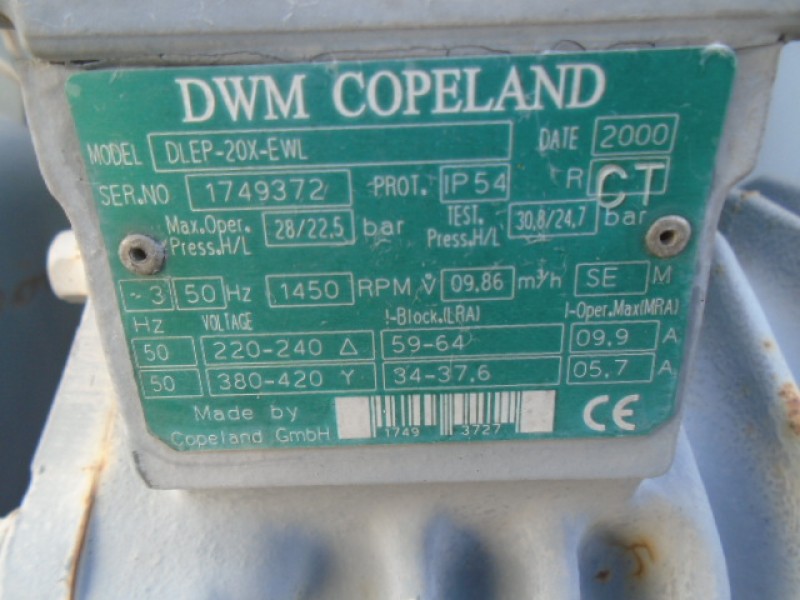 DWM COPELAND
MODEL DLEP-20X-EWL DATE 2000
SER.NO 1749372 PROT. IP54 R CT
Max.Oper. Press.H/L 28/22,5 bar TEST. Press.H/L 30,8/24,7 bar
~3 50 Hz 1450 RPM V̇ 09.86 m³/h SE M
Hz VOLTAGE I-Block.(LRA) I-Oper.Max(MRA)
50 220-240 Δ 59-64 09.9 A
50 380-420 Y 34-37.6 05.7 A
Made by
Copeland GmbH 1749 3727 CE